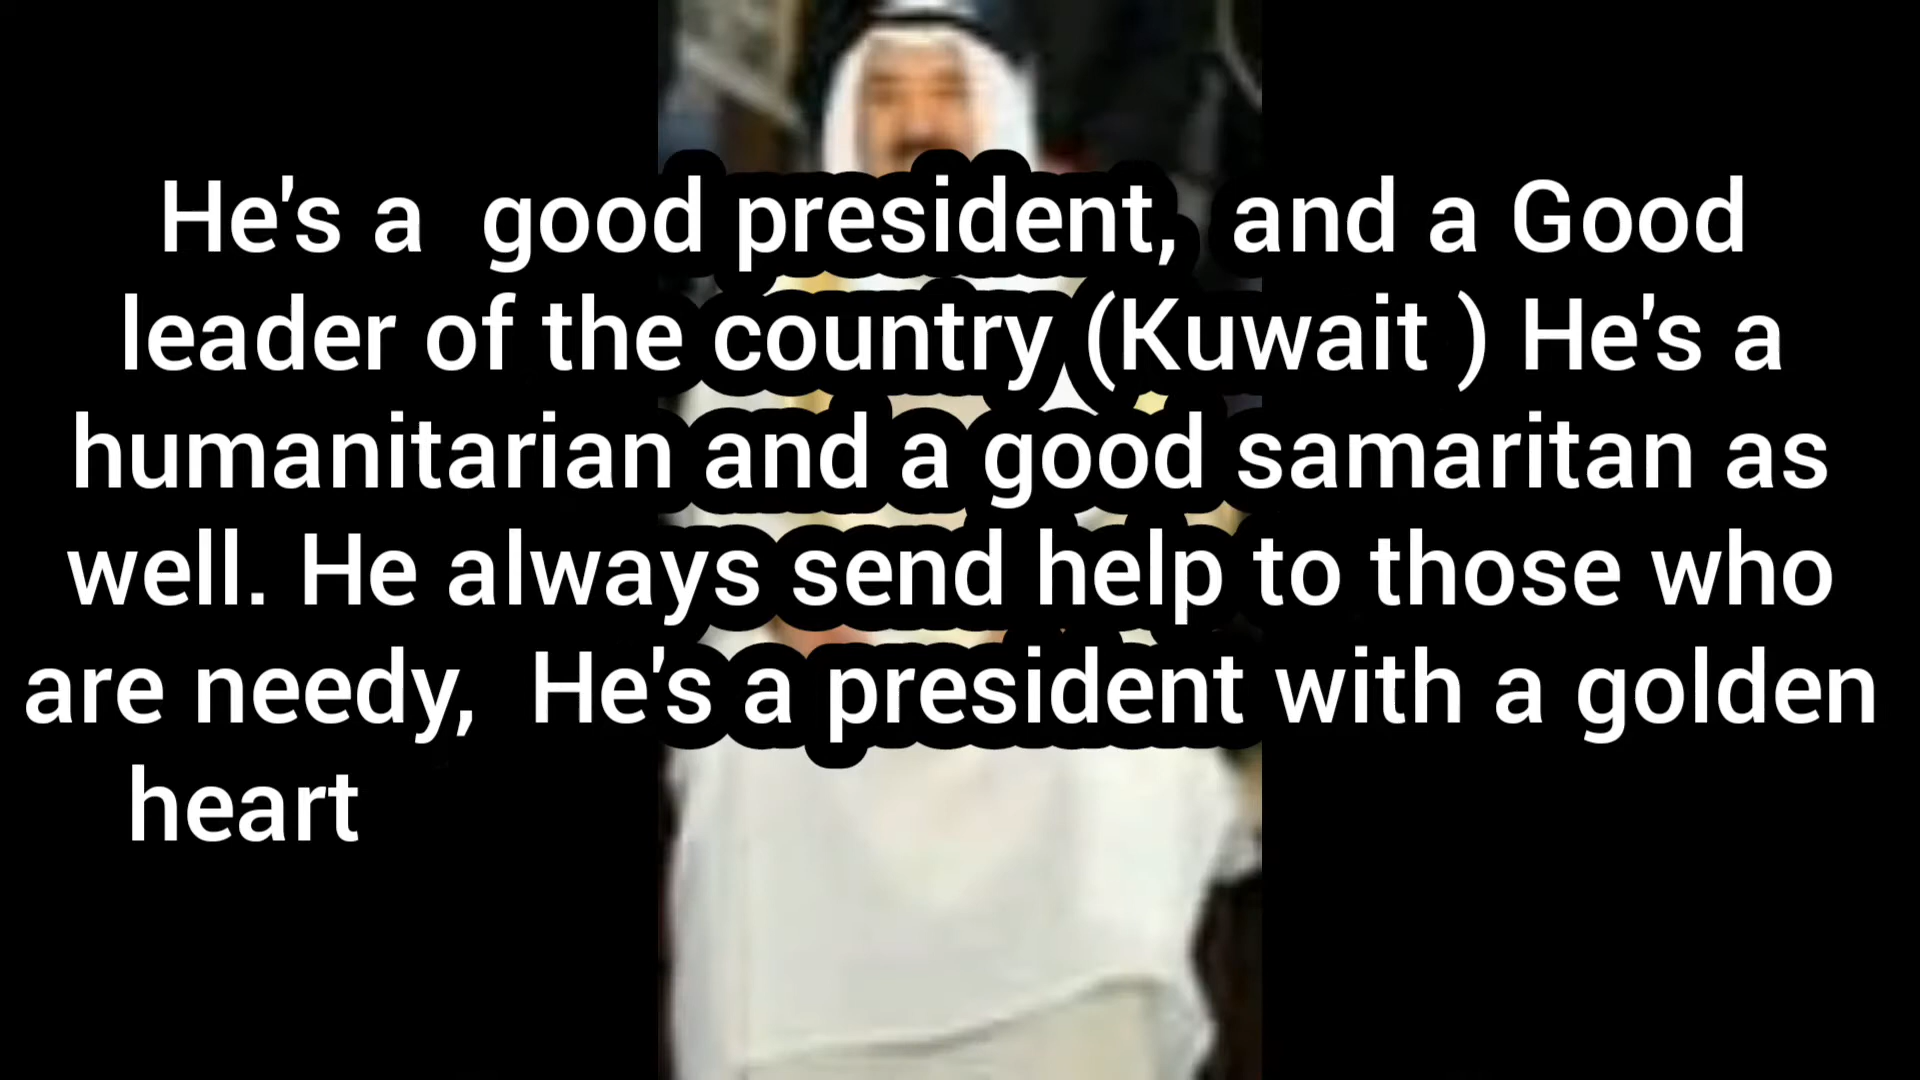 He's a good president, and a Good
leader of the country (Kuwait ) He's a
humanitarian and a good samaritan as
well. He always send help to those who
are needy, He's a president with a golden
heart